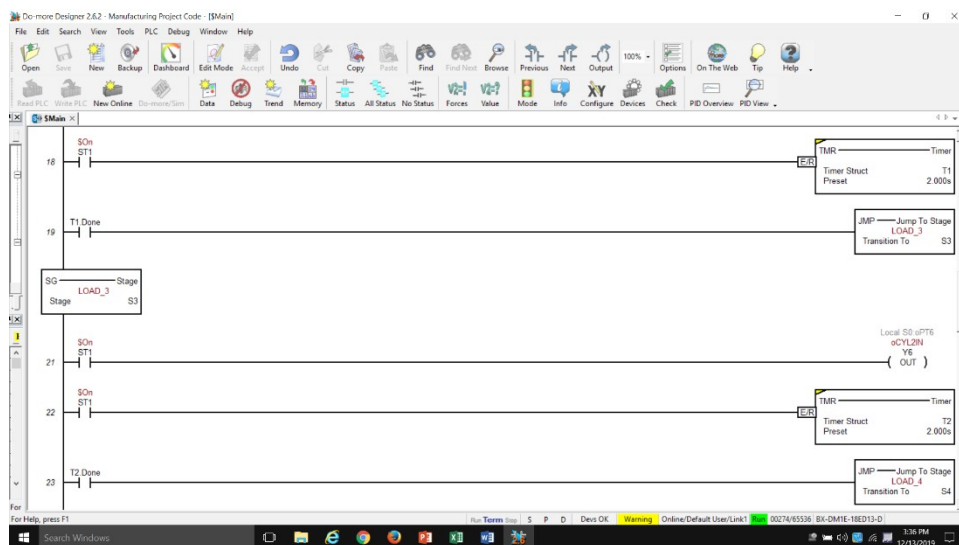 Do-more Designer 2.6.2 - Manufacturing Project Code - [$Main]
File Edit Search View Tools PLC Debug Window Help
Open Save New Backup Dashboard Edit Mode Accept Undo Cut Copy Paste Find Find Next Browse Previous Next Output 100% Options On The Web Tip Help
Read PLC Write PLC New Online Do-more/Sim Data Debug Trend Memory Status All Status No Status Forces Value Mode Info Configure Devices Check PID Overview PID View
$Main
$On
ST1
18
E/R
TMR Timer
Timer Struct T1
Preset 2.000s
T1.Done
19
JMP Jump To Stage
LOAD_3
Transition To S3
SG Stage
LOAD_3
Stage S3
Local S0:oPT6
oCYL2IN
$On
ST1
Y6
21
OUT
$On
ST1
22
E/R
TMR Timer
Timer Struct T2
Preset 2.000s
T2.Done
23
JMP Jump To Stage
LOAD_4
Transition To S4
For
For Help, press F1
Run Term Stop S P D Devs OK Warning Online/Default User/Link1 Run 00274/65536 BX-DM1E-18ED13-D
Search Windows
3:36 PM
12/13/2019